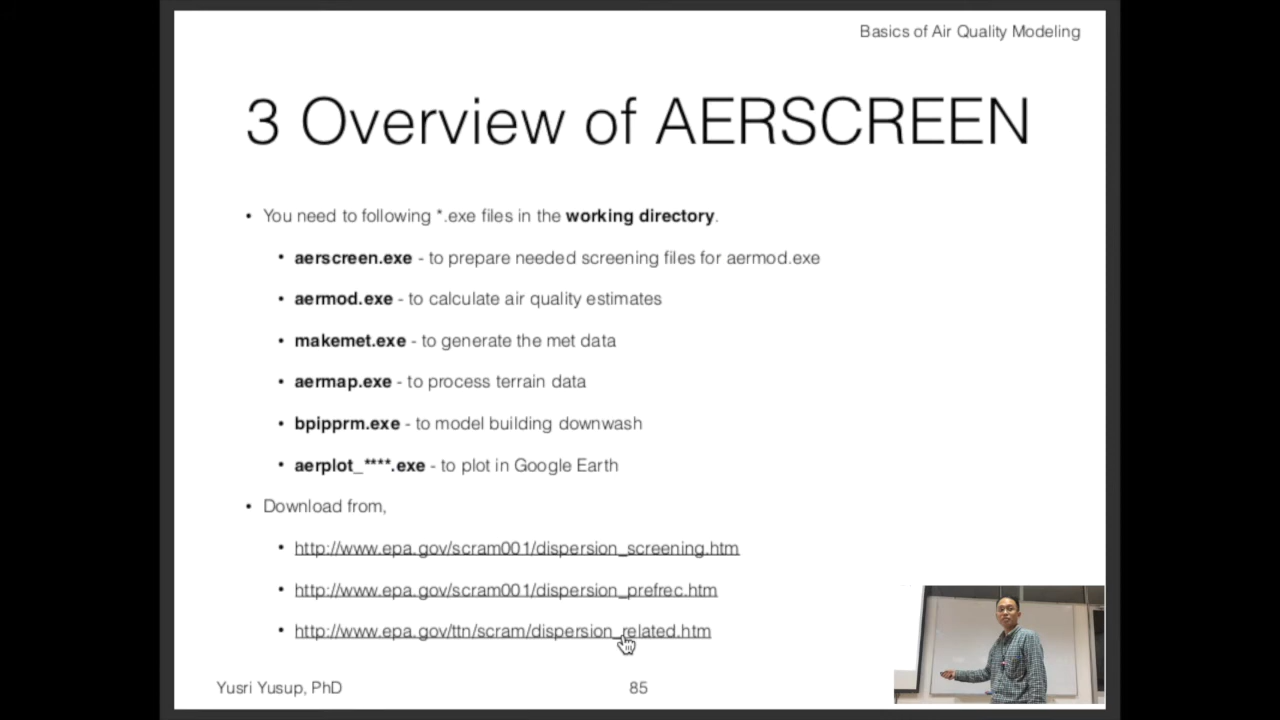 Basics of Air Quality Modeling
3 Overview of AERSCREEN
• You need to following *.exe files in the working directory.
• aerscreen.exe - to prepare needed screening files for aermod.exe
• aermod.exe - to calculate air quality estimates
• makemet.exe - to generate the met data
• aermap.exe - to process terrain data
• bpipprm.exe - to model building downwash
• aerplot_****.exe - to plot in Google Earth
• Download from,
• http://www.epa.gov/scram001/dispersion_screening.htm
• http://www.epa.gov/scram001/dispersion_prefrec.htm
• http://www.epa.gov/ttn/scram/dispersion_related.htm
Yusri Yusup, PhD
85